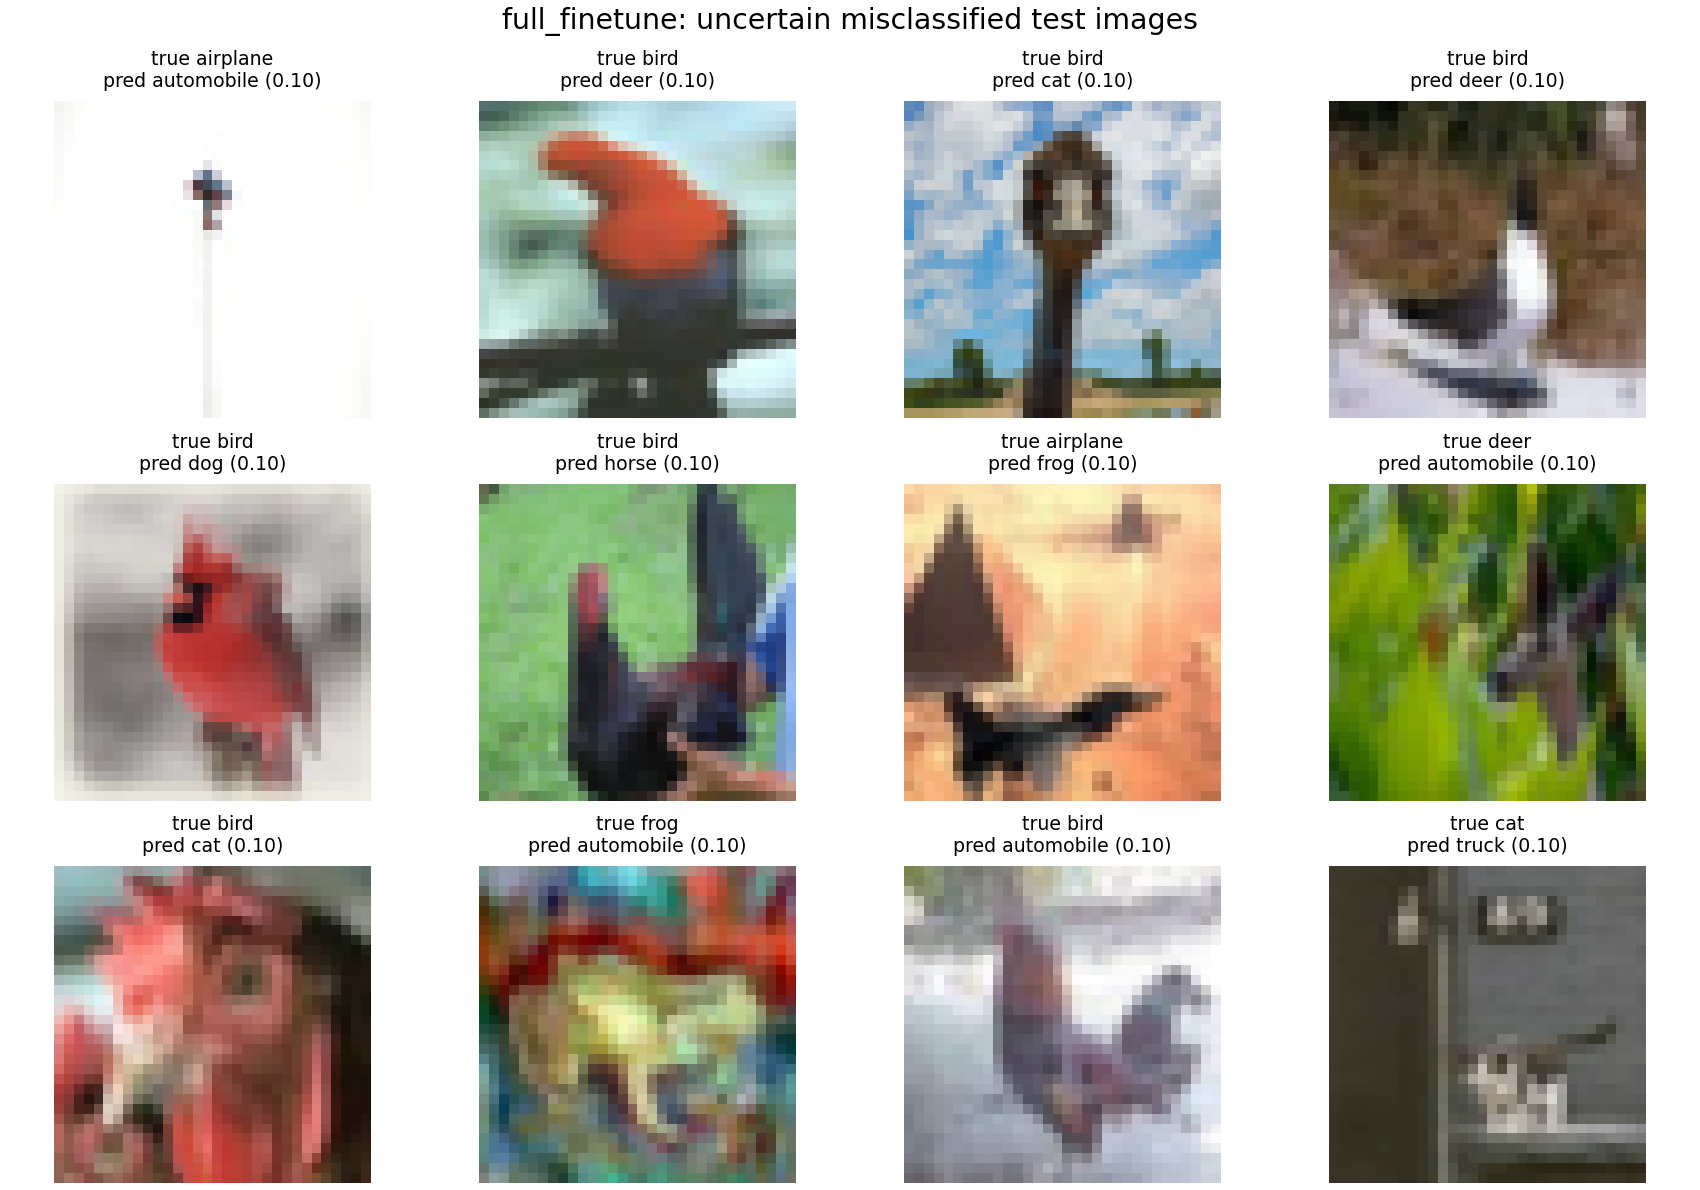 full_finetune: uncertain misclassified test images
true airplane
pred automobile (0.10)
true bird
pred deer (0.10)
true bird
pred cat (0.10)
true bird
pred deer (0.10)
true bird
pred dog (0.10)
true bird
pred horse (0.10)
true airplane
pred frog (0.10)
true deer
pred automobile (0.10)
true bird
pred cat (0.10)
true frog
pred automobile (0.10)
true bird
pred automobile (0.10)
true cat
pred truck (0.10)